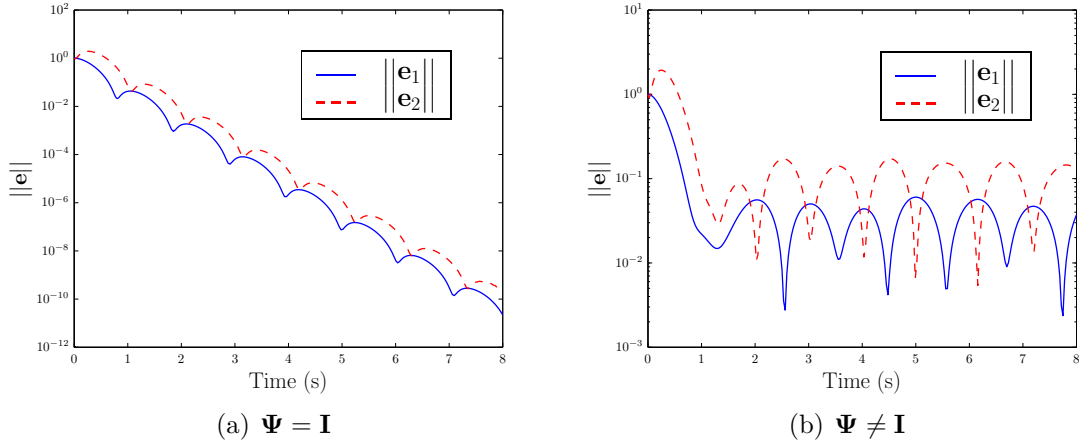 10^2
10^0
10^−2
10^−4
10^−6
10^−8
10^−10
10^−12
||e||
0 1 2 3 4 5 6 7 8
Time (s)
||e_1||
||e_2||
(a) Ψ = I
10^1
10^0
10^−1
10^−2
10^−3
||e||
0 1 2 3 4 5 6 7 8
Time (s)
||e_1||
||e_2||
(b) Ψ ≠ I